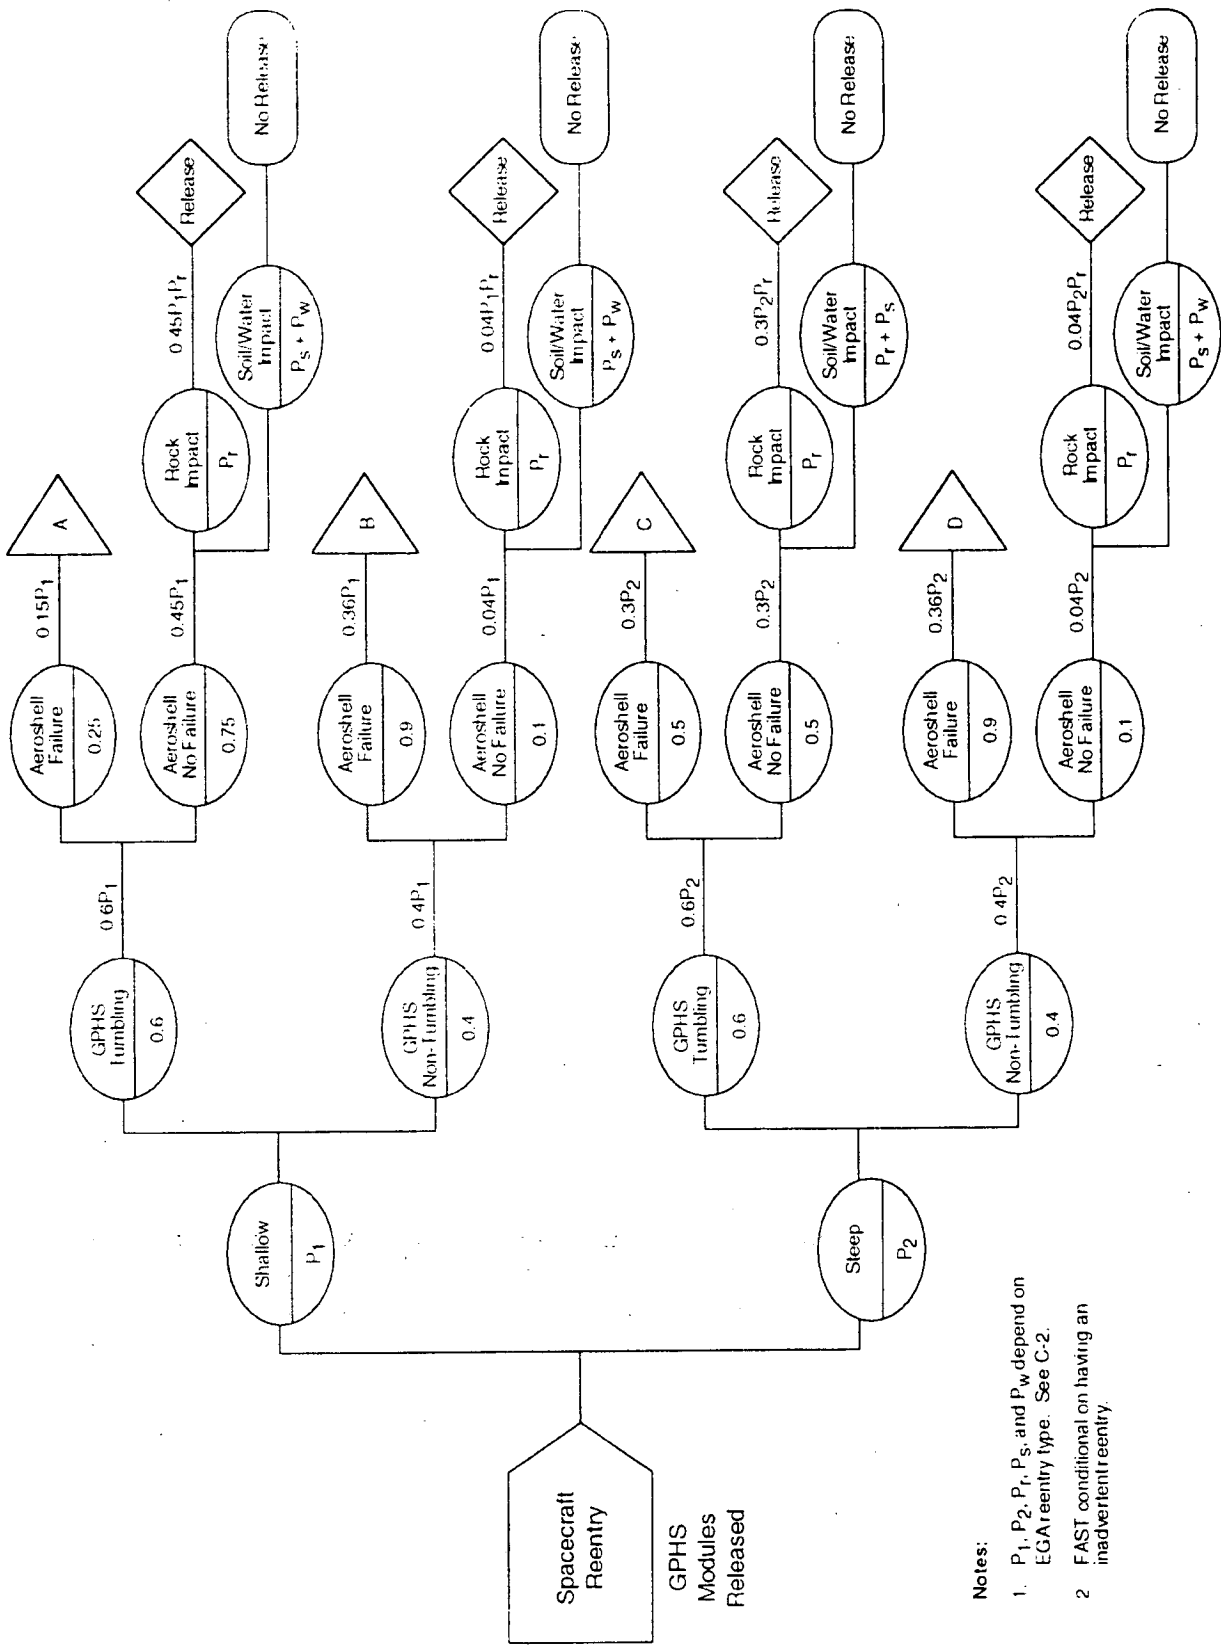 Spacecraft
Reentry
GPHS
Modules
Released
Shallow
P1
Steep
P2
GPHS
Tumbling
0.6
0.6P1
GPHS
Non-Tumbling
0.4
0.4P1
GPHS
Tumbling
0.6
0.6P2
GPHS
Non-Tumbling
0.4
0.4P2
Aeroshell
Failure
0.25
0.15P1
A
Aeroshell
No Failure
0.75
0.45P1
Rock
Impact
Pr
0.45P1Pr
Release
Soil/Water
Impact
Ps + Pw
No Release
Aeroshell
Failure
0.9
0.36P1
B
Aeroshell
No Failure
0.1
0.04P1
Rock
Impact
Pr
0.04P1Pr
Release
Soil/Water
Impact
Ps + Pw
No Release
Aeroshell
Failure
0.5
0.3P2
C
Aeroshell
No Failure
0.5
0.3P2
Rock
Impact
Pr
0.3P2Pr
Release
Soil/Water
Impact
Pr + Ps
No Release
Aeroshell
Failure
0.9
0.36P2
D
Aeroshell
No Failure
0.1
0.04P2
Rock
Impact
Pr
0.04P2Pr
Release
Soil/Water
Impact
Ps + Pw
No Release
Notes:
1. P1, P2, Pr, Ps, and Pw depend on
EGA reentry type. See C-2.
2 FAST conditional on having an
inadvertent reentry.